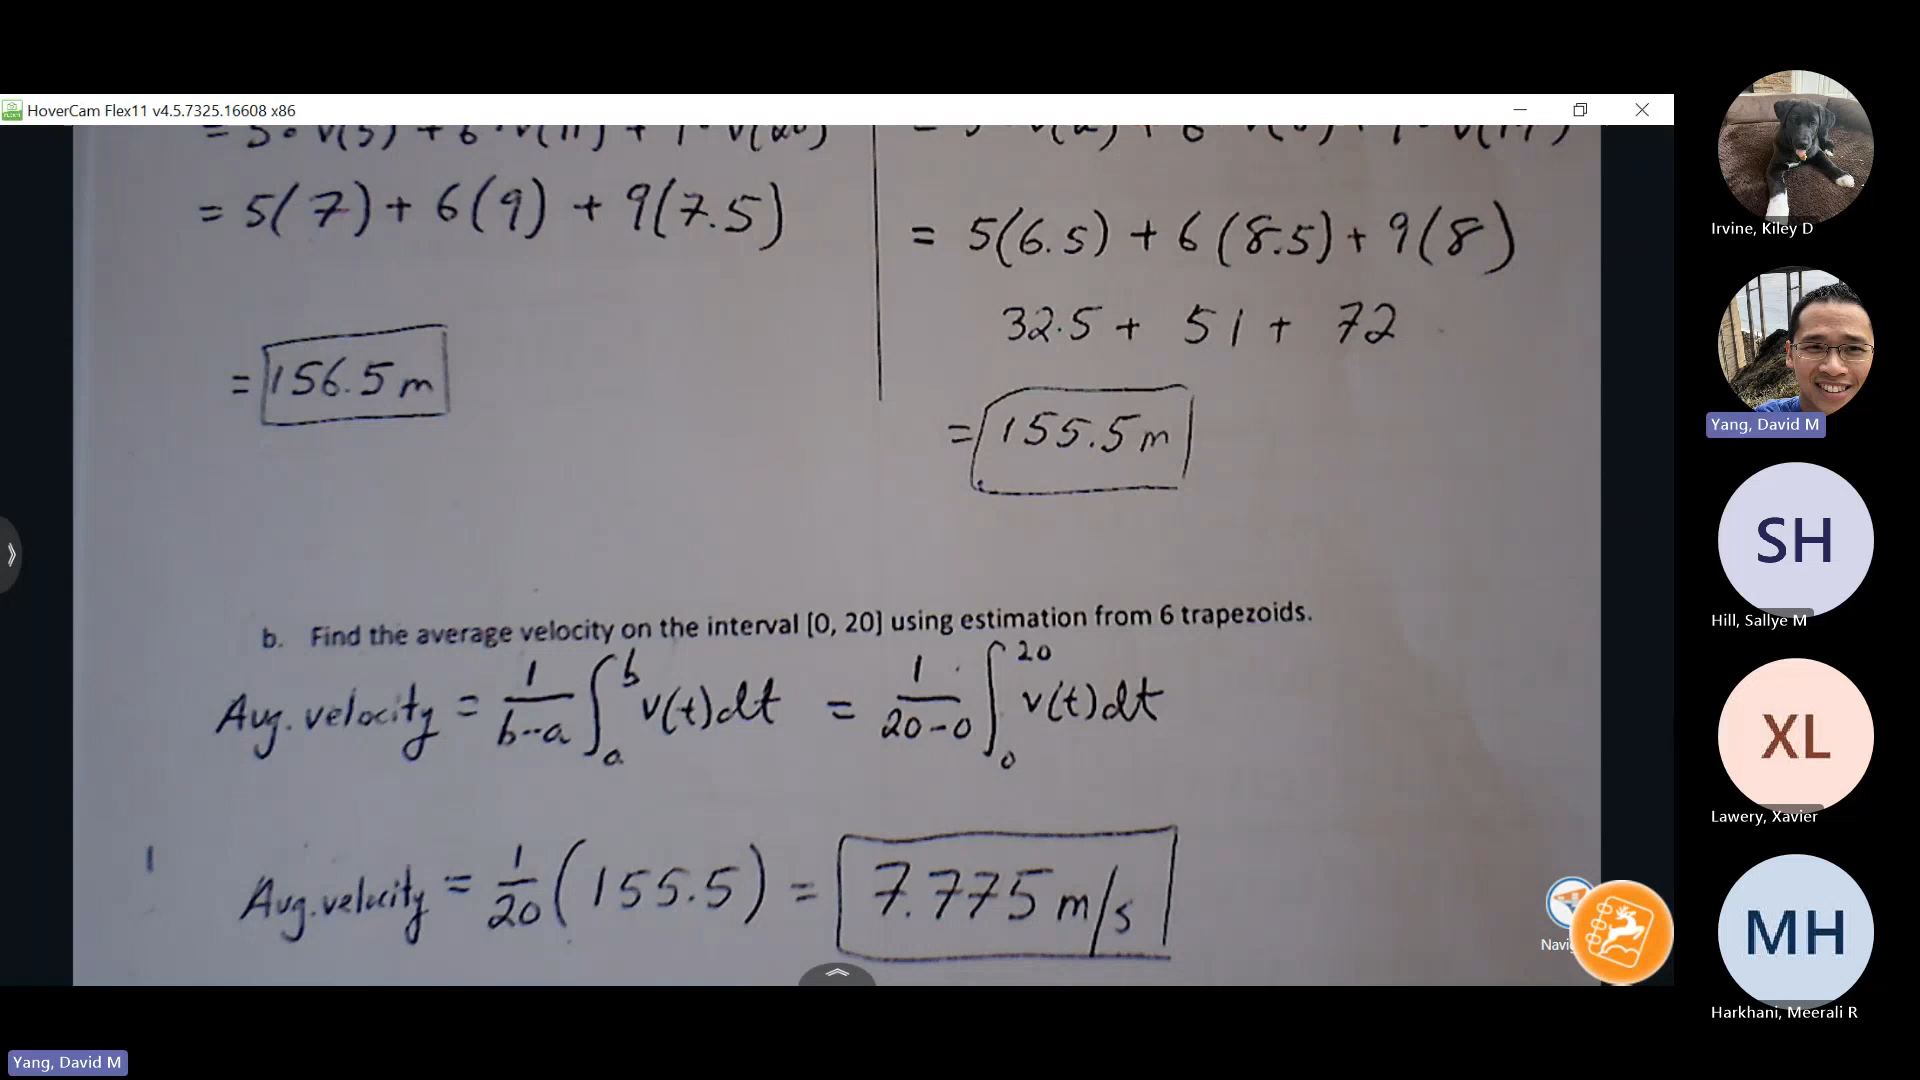 HoverCam Flex11 v4.5.7325.16608 x86
= 5(7) + 6(9) + 9(7.5)
= 156.5 m
= 5(6.5) + 6(8.5) + 9(8)
32.5 + 51 + 72
= 155.5 m
b. Find the average velocity on the interval [0, 20] using estimation from 6 trapezoids.
Avg. velocity = 1/(b-a) ∫_a^b v(t)dt = 1/(20-0) ∫_0^20 v(t)dt
Avg. velocity = 1/20 (155.5) = 7.775 m/s
Irvine, Kiley D
Yang, David M
SH
Hill, Sallye M
XL
Lawery, Xavier
MH
Harkhani, Meerali R
Yang, David M